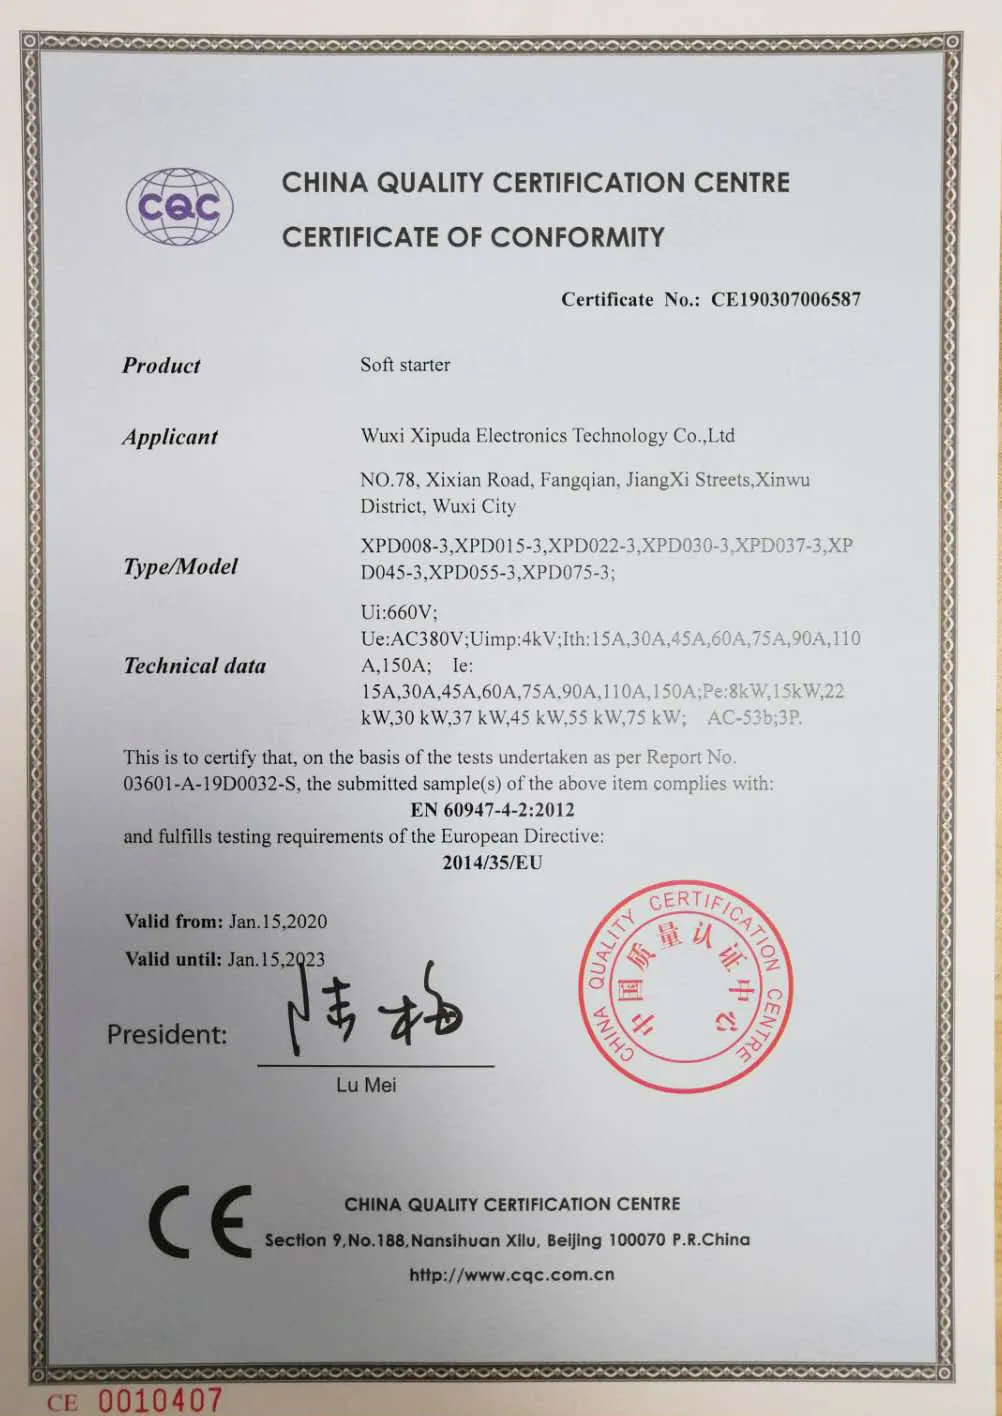 CQC
CHINA QUALITY CERTIFICATION CENTRE
CERTIFICATE OF CONFORMITY
Certificate No.: CE190307006587
Product Soft starter
Applicant Wuxi Xipuda Electronics Technology Co.,Ltd
NO.78, Xixian Road, Fangqian, JiangXi Streets,Xinwu
District, Wuxi City
Type/Model
XPD008-3,XPD015-3,XPD022-3,XPD030-3,XPD037-3,XP
D045-3,XPD055-3,XPD075-3;
Technical data
Ui:660V;
Ue:AC380V;Uimp:4kV;Ith:15A,30A,45A,60A,75A,90A,110
A,150A; Ie:
15A,30A,45A,60A,75A.90A,110A,150A;Pe:8kW,15kW,22
kW,30 kW,37 kW,45 kW,55 kW,75 kW; AC-53b;3P.
This is to certify that, on the basis of the tests undertaken as per Report No.
03601-A-19D0032-S, the submitted sample(s) of the above item complies with:
EN 60947-4-2:2012
and fulfills testing requirements of the European Directive:
2014/35/EU
Valid from: Jan.15,2020
Valid until: Jan.15,2023
President: 陆梅
Lu Mei
CHINA QUALITY CERTIFICATION CENTRE
中国质量认证中心
CE
CHINA QUALITY CERTIFICATION CENTRE
Section 9,No.188,Nansihuan Xilu, Beijing 100070 P.R.China
http://www.cqc.com.cn
CE 0010407